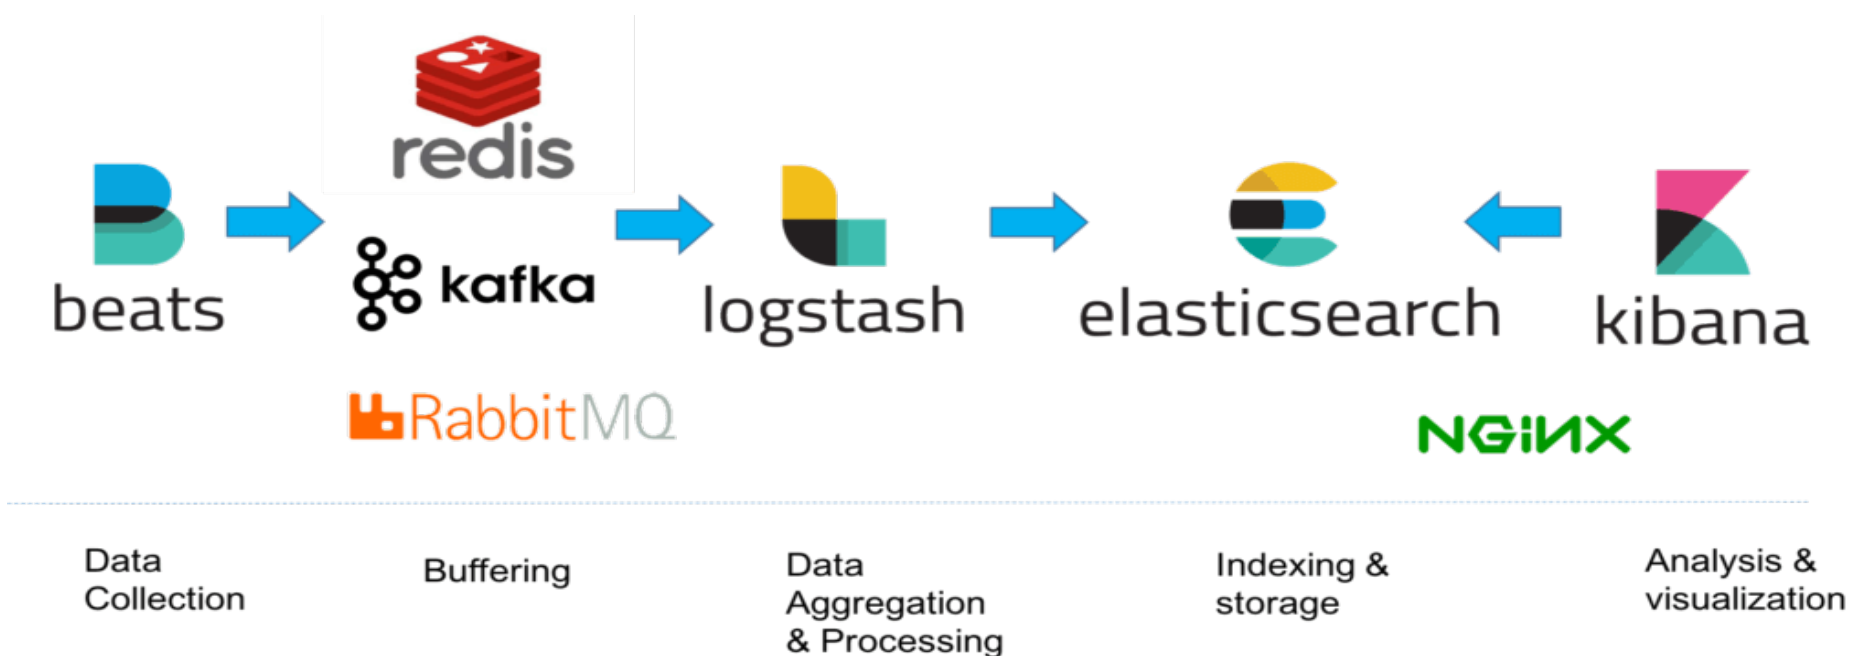 redis
beats
kafka
logstash
elasticsearch
kibana
RabbitMQ
NGiNX
Data
Collection
Buffering
Data
Aggregation
& Processing
Indexing &
storage
Analysis &
visualization